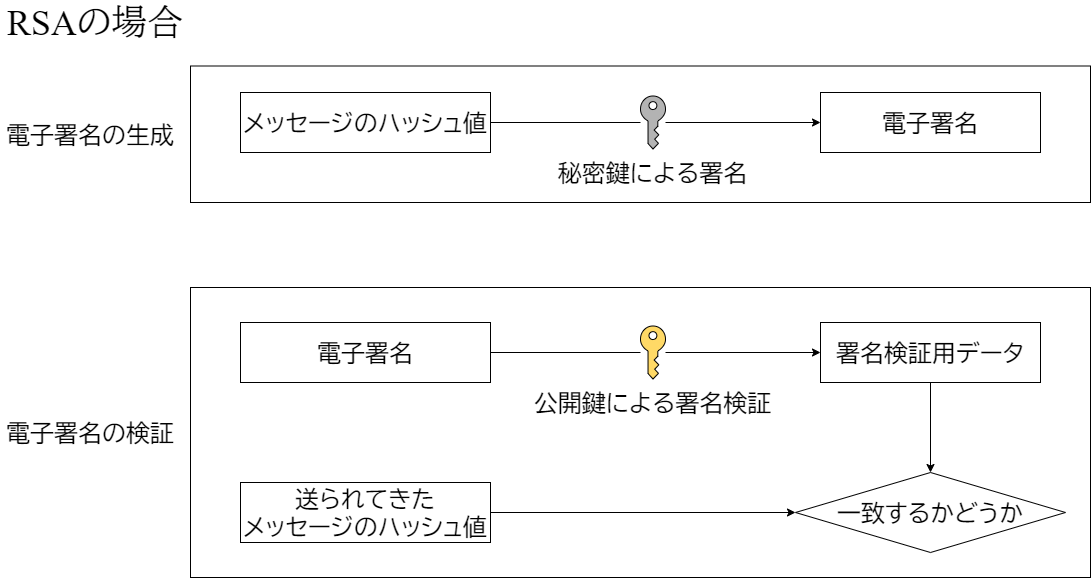 RSAの場合
電子署名の生成
メッセージのハッシュ値
秘密鍵による署名
電子署名
電子署名の検証
電子署名
公開鍵による署名検証
署名検証用データ
送られてきた
メッセージのハッシュ値
一致するかどうか